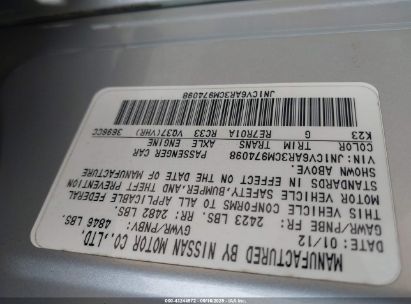 MANUFACTURED BY NISSAN MOTOR CO.,LTD.
DATE: 01/12 GVWR/PNBV: 4846 LBS.
GAWR/PNBE FR: 2423 LBS. RR: 2482 LBS.
THIS VEHICLE CONFORMS TO ALL APPLICABLE
MOTOR VEHICLE SAFETY, BUMPER, AND THEFT PREVENTION
STANDARDS IN EFFECT ON THE DATE OF MANUFACTURE
SHOWN ABOVE.
VIN: JN1CV6AR3CM974098 PASSENGER CAR
COLOR TRIM TRANS AXLE ENGINE
K23 G RE7R01A RC33 VQ37(VHR) 3696CC
JN1CV6AR3CM974098